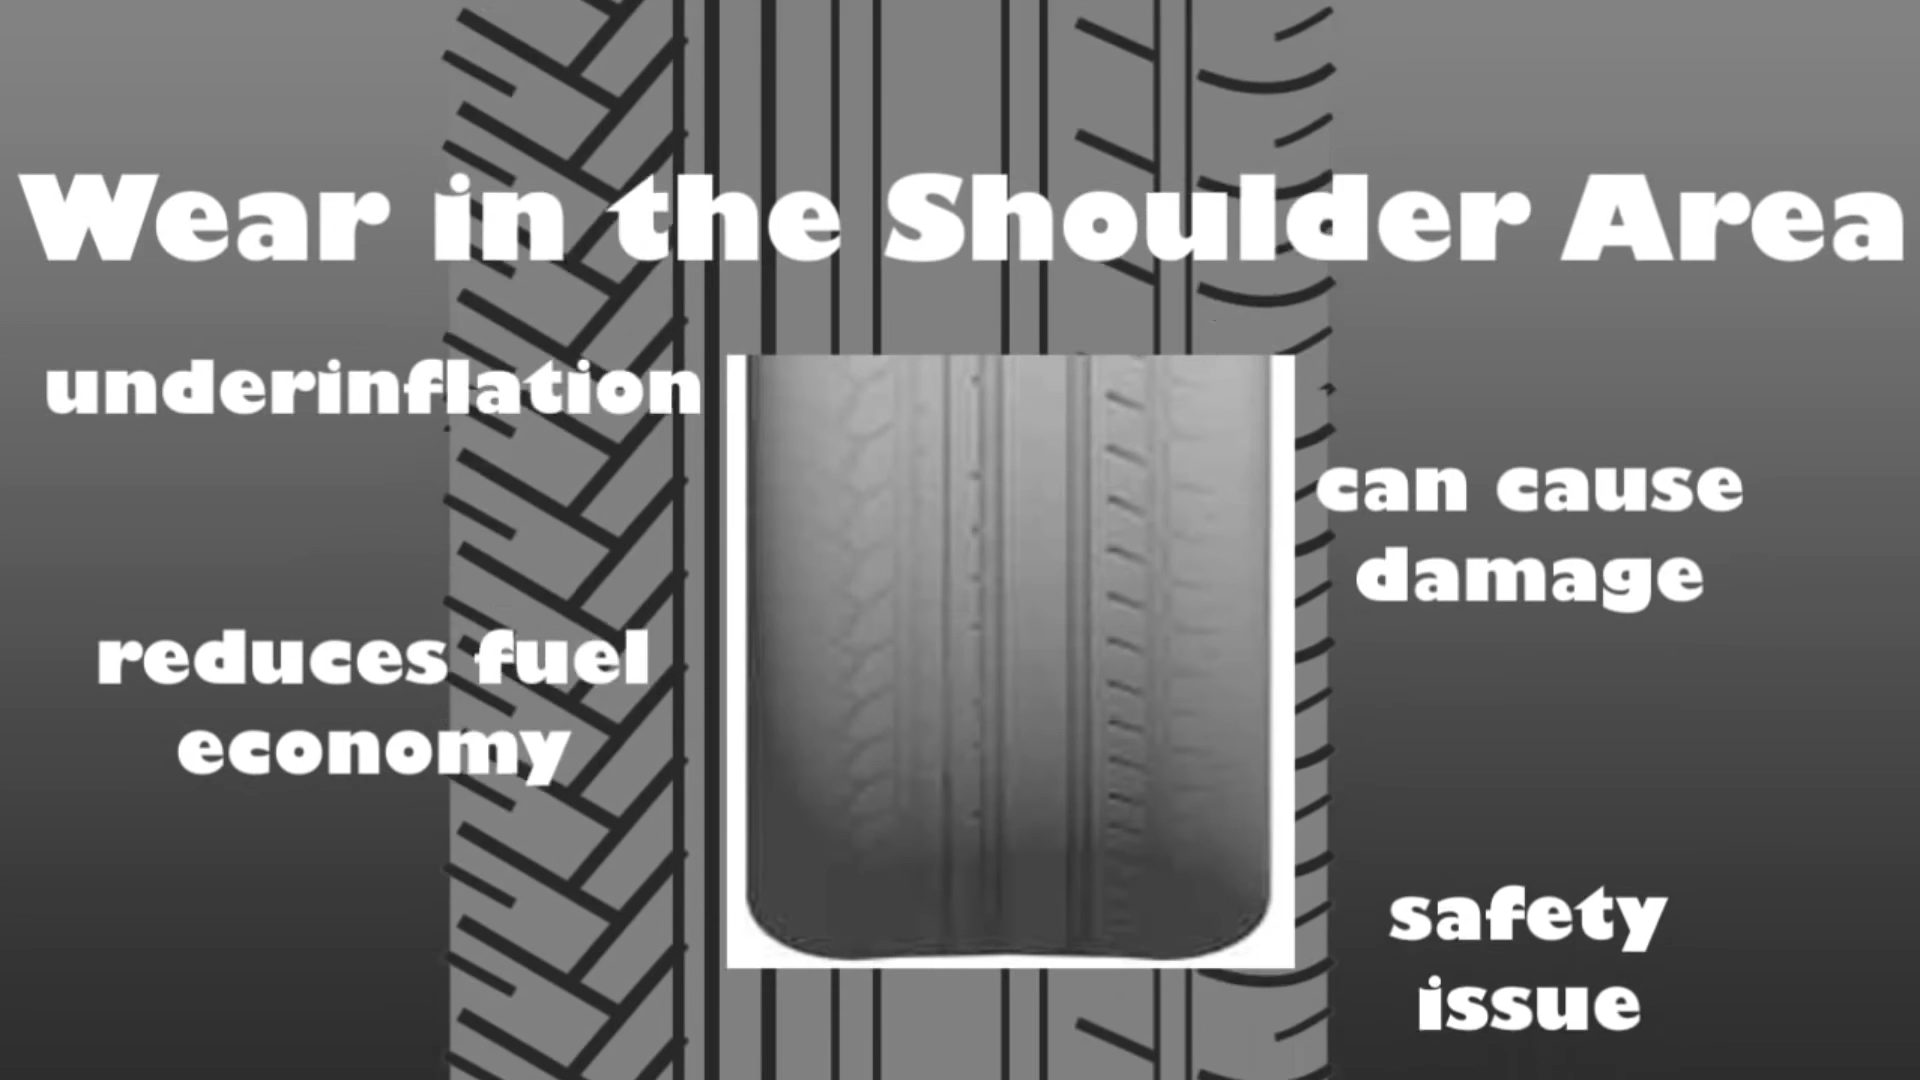 Wear in the Shoulder Area
underinflation
can cause
damage
reduces fuel
economy
safety
issue